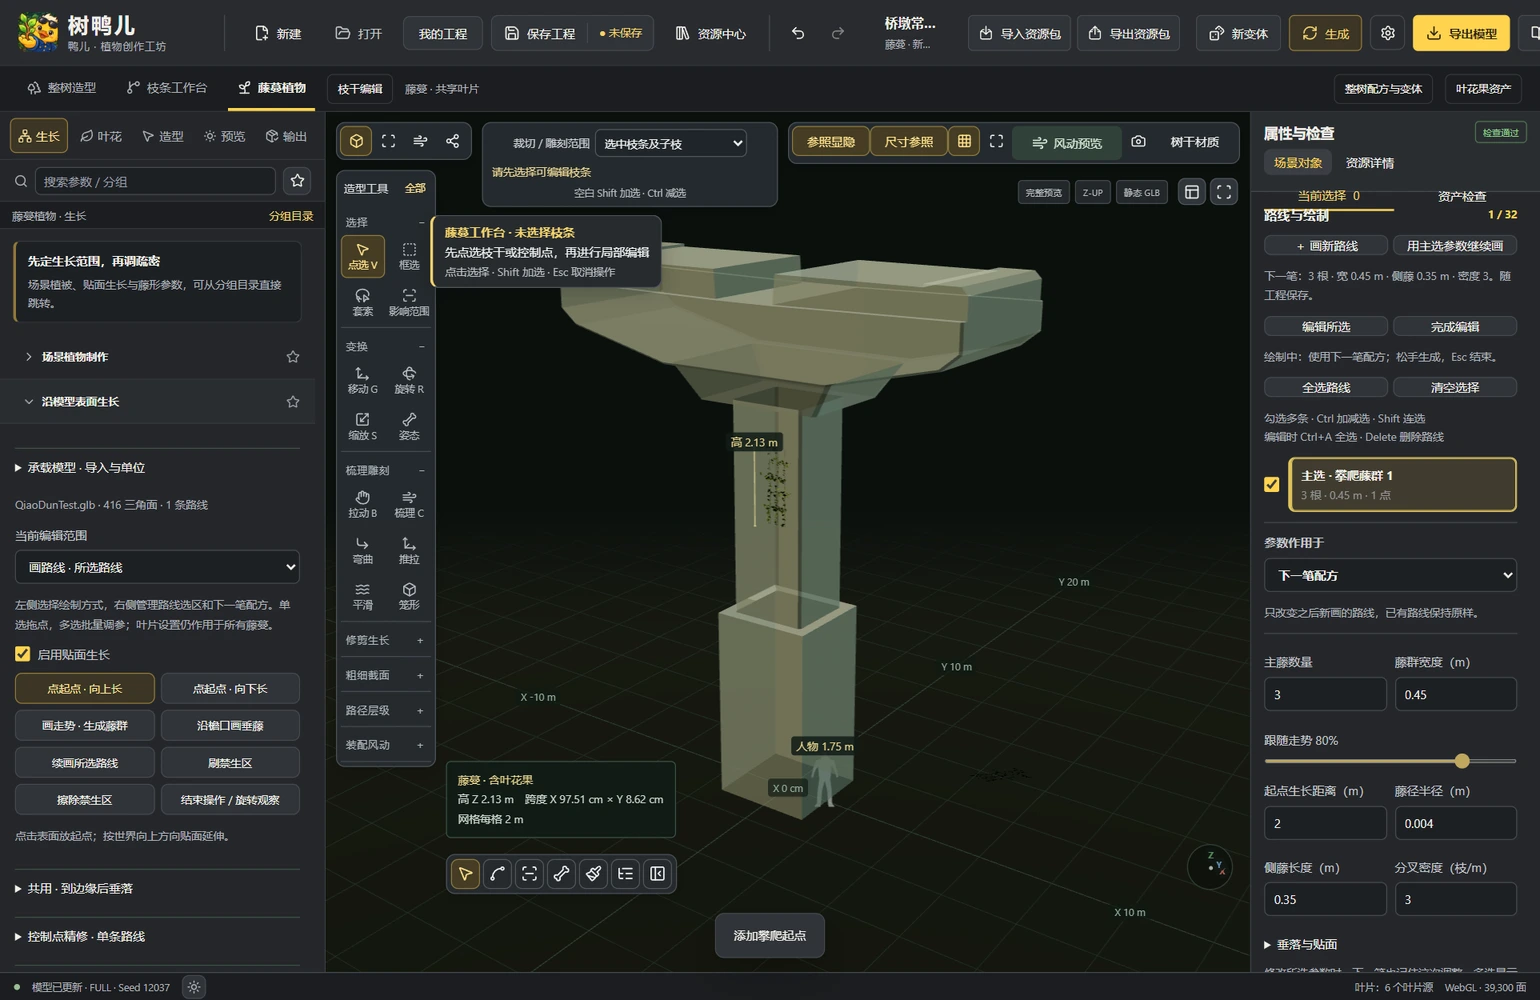 树鸭儿
鸭儿 · 植物创作工坊
新建
打开
我的工程
保存工程
• 未保存
资源中心
桥墩常...
藤蔓 · 新...
导入资源包
导出资源包
新变体
生成
导出模型
整树造型
枝条工作台
藤蔓植物
枝干编辑
藤蔓 · 共享叶片
整树配方与变体
叶花果资产
生长
叶花
造型
预览
输出
搜索参数 / 分组
藤蔓植物 · 生长
分组目录
先定生长范围，再调疏密
场景植被、贴面生长与藤形参数，可从分组目录直接
跳转。
场景植物制作
沿模型表面生长
承载模型 · 导入与单位
QiaoDunTest.glb · 416 三角面 · 1 条路线
当前编辑范围
画路线 · 所选路线
左侧选择绘制方式，右侧管理路线选区和下一笔配方。单
选拖点，多选批量调参；叶片设置仍作用于所有藤蔓。
启用贴面生长
点起点 · 向上长
点起点 · 向下长
画走势 · 生成藤群
沿檐口画垂藤
续画所选路线
刷禁生区
擦除禁生区
结束操作 / 旋转观察
点击表面放起点；按世界向上方向贴面延伸。
共用 · 到边缘后垂落
控制点精修 · 单条路线
裁切 / 雕刻范围
选中枝条及子枝
请先选择可编辑枝条
空白 Shift 加选 · Ctrl 减选
参照显隐
尺寸参照
风动预览
树干材质
完整预览
Z-UP
静态 GLB
造型工具
全部
选择
−
点选 V
框选
套索
影响范围
变换
−
移动 G
旋转 R
缩放 S
姿态
梳理雕刻
−
拉动 B
梳理 C
弯曲
推拉
平滑
笼形
修剪生长
+
粗细截面
+
路径层级
+
装配风动
+
藤蔓工作台 · 未选择枝条
先点选枝干或控制点，再进行局部编辑
点击选择 · Shift 加选 · Esc 取消操作
高 2.13 m
Y 20 m
Y 10 m
X -10 m
人物 1.75 m
X 0 cm
X 10 m
藤蔓 · 含叶花果
高 Z 2.13 m 跨度 X 97.51 cm × Y 8.62 cm
网格每格 2 m
Z
Y
X
添加攀爬起点
属性与检查
检查通过
场景对象
资源详情
当前选择 0
资产检查
路线与绘制
1 / 32
+ 画新路线
用主选参数继续画
下一笔：3 根 · 宽 0.45 m · 侧藤 0.35 m · 密度 3。随
工程保存。
编辑所选
完成编辑
绘制中：使用下一笔配方；松手生成，Esc 结束。
全选路线
清空选择
勾选多条 · Ctrl 加减选 · Shift 连选
编辑时 Ctrl+A 全选 · Delete 删除路线
主选 · 攀爬藤群 1
3 根 · 0.45 m · 1 点
参数作用于
下一笔配方
只改变之后新画的路线，已有路线保持原样。
主藤数量
藤群宽度（m）
3
0.45
跟随走势 80%
起点生长距离（m）
藤径半径（m）
2
0.004
侧藤长度（m）
分叉密度（枝/m）
0.35
3
垂落与贴面
模型已更新 · FULL · Seed 12037
叶片：6 个叶片源
WebGL · 39,300 面